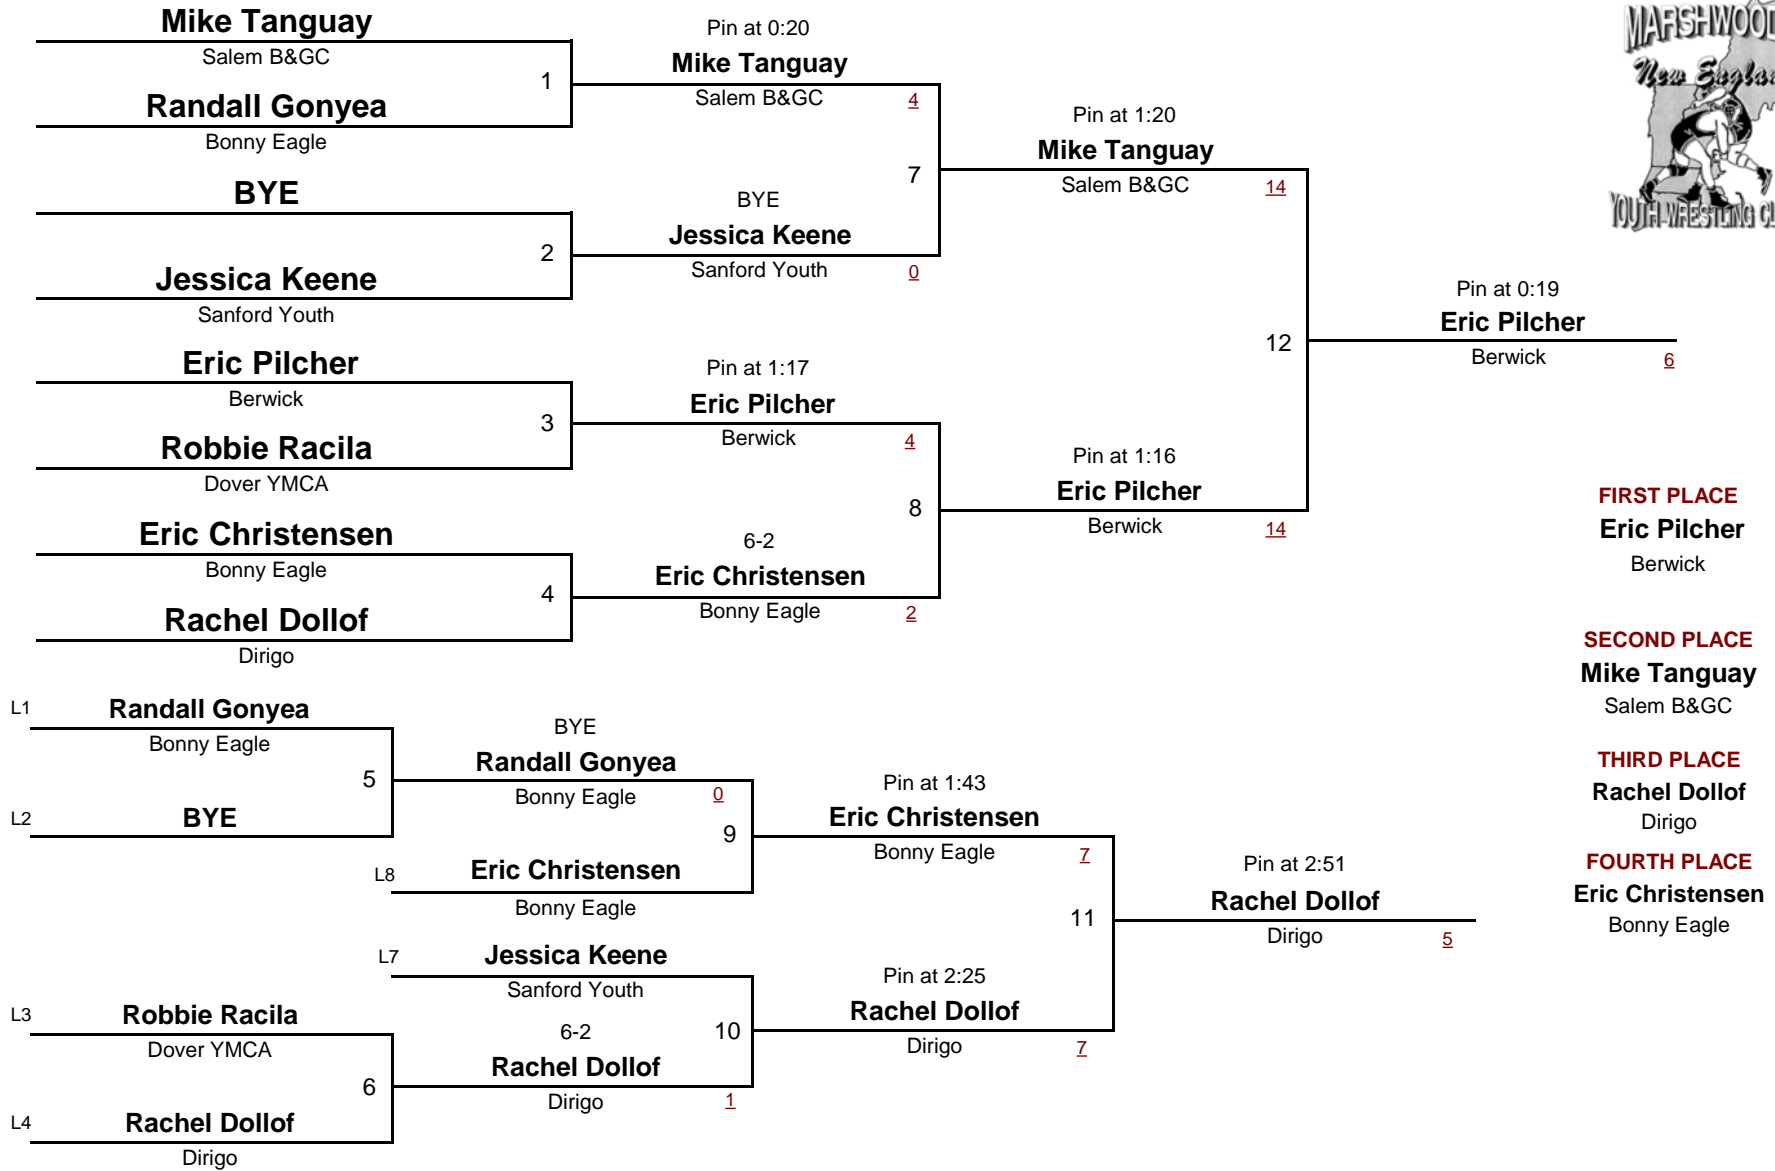 Mike Tanguay
Salem B&GC
1
Randall Gonyea
Bonny Eagle
BYE
2
Jessica Keene
Sanford Youth
Eric Pilcher
Berwick
3
Robbie Racila
Dover YMCA
Eric Christensen
Bonny Eagle
4
Rachel Dollof
Dirigo
Pin at 0:20
Mike Tanguay
Salem B&GC 4
7
BYE
Jessica Keene
Sanford Youth 0
Pin at 1:17
Eric Pilcher
Berwick 4
8
6-2
Eric Christensen
Bonny Eagle 2
Pin at 1:20
Mike Tanguay
Salem B&GC 14
12
Pin at 1:16
Eric Pilcher
Berwick 14
Pin at 0:19
Eric Pilcher
Berwick 6
MARSHWOOD
New England
YOUTH WRESTLING CL
FIRST PLACE
Eric Pilcher
Berwick
SECOND PLACE
Mike Tanguay
Salem B&GC
THIRD PLACE
Rachel Dollof
Dirigo
FOURTH PLACE
Eric Christensen
Bonny Eagle
L1 Randall Gonyea
Bonny Eagle
5
L2 BYE
L3 Robbie Racila
Dover YMCA
6
L4 Rachel Dollof
Dirigo
BYE
Randall Gonyea
Bonny Eagle 0
9
L8 Eric Christensen
Bonny Eagle
L7 Jessica Keene
Sanford Youth
6-2 10
Rachel Dollof
Dirigo 1
Pin at 1:43
Eric Christensen
Bonny Eagle 7
11
Pin at 2:25
Rachel Dollof
Dirigo 7
Pin at 2:51
Rachel Dollof
Dirigo 5